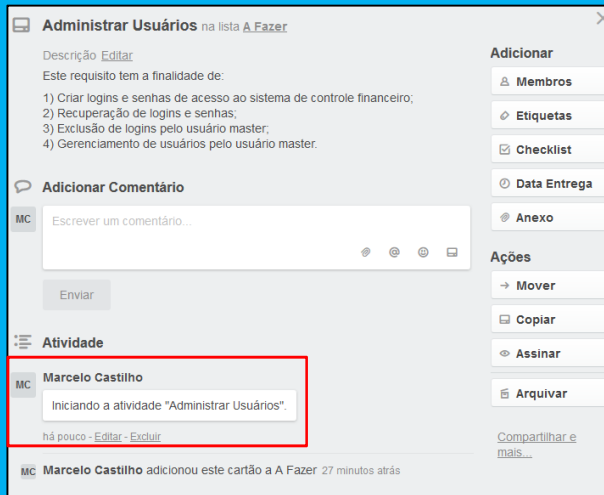 Administrar Usuários na lista A Fazer
Descrição Editar
Este requisito tem a finalidade de:
1) Criar logins e senhas de acesso ao sistema de controle financeiro;
2) Recuperação de logins e senhas;
3) Exclusão de logins pelo usuário master;
4) Gerenciamento de usuários pelo usuário master.
Adicionar Comentário
MC
Escrever um comentário...
@
Enviar
Atividade
MC
Marcelo Castilho
Iniciando a atividade "Administrar Usuários".
há pouco - Editar - Excluir
MC Marcelo Castilho adicionou este cartão a A Fazer 27 minutos atrás
Adicionar
Membros
Etiquetas
Checklist
Data Entrega
Anexo
Ações
Mover
Copiar
Assinar
Arquivar
Compartilhar e
mais...